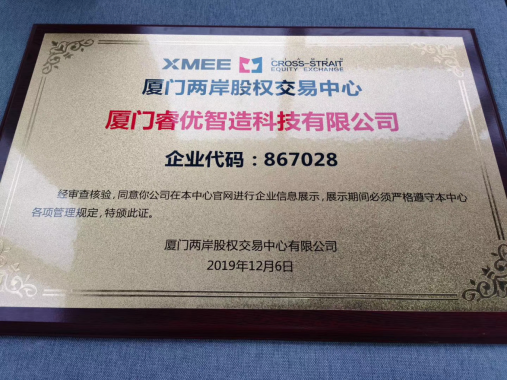 XMEE CROSS-STRAIT
EQUITY EXCHANGE
厦门两岸股权交易中心
厦门睿优智造科技有限公司
企业代码：867028
经审查核验，同意你公司在本中心官网进行企业信息展示，展示期间必须严格遵守本中心
各项管理规定，特颁此证。
厦门两岸股权交易中心有限公司
2019年12月6日